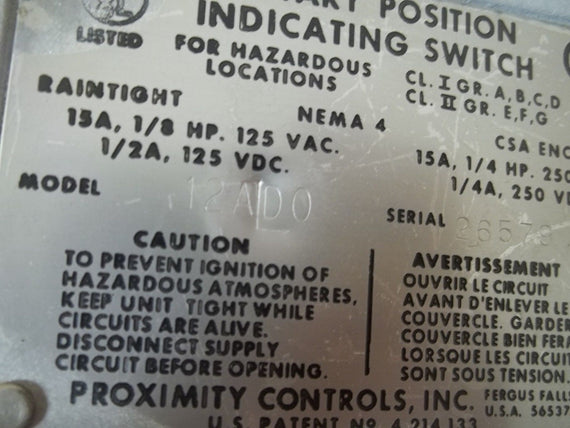 POSITION
INDICATING SWITCH
LISTED
FOR HAZARDOUS
LOCATIONS
CL. I GR. A,B,C,D
CL. II GR. E,F,G
RAINTIGHT
NEMA 4
15A, 1/8 HP. 125 VAC.
1/2A, 125 VDC.
CSA ENC
15A, 1/4 HP. 250
1/4A, 250 V
MODEL 12AD0
SERIAL 26579
CAUTION
TO PREVENT IGNITION OF
HAZARDOUS ATMOSPHERES,
KEEP UNIT TIGHT WHILE
CIRCUITS ARE ALIVE.
DISCONNECT SUPPLY
CIRCUIT BEFORE OPENING.
AVERTISSEMENT
OUVRIR LE CIRCUIT
AVANT D'ENLEVER LE
COUVERCLE. GARDER
COUVERCLE BIEN FER
LORSQUE LES CIRCUI
SONT SOUS TENSION.
PROXIMITY CONTROLS, INC.
FERGUS FALLS
U.S.A. 56537
U.S. PATENT NO. 4,214,133